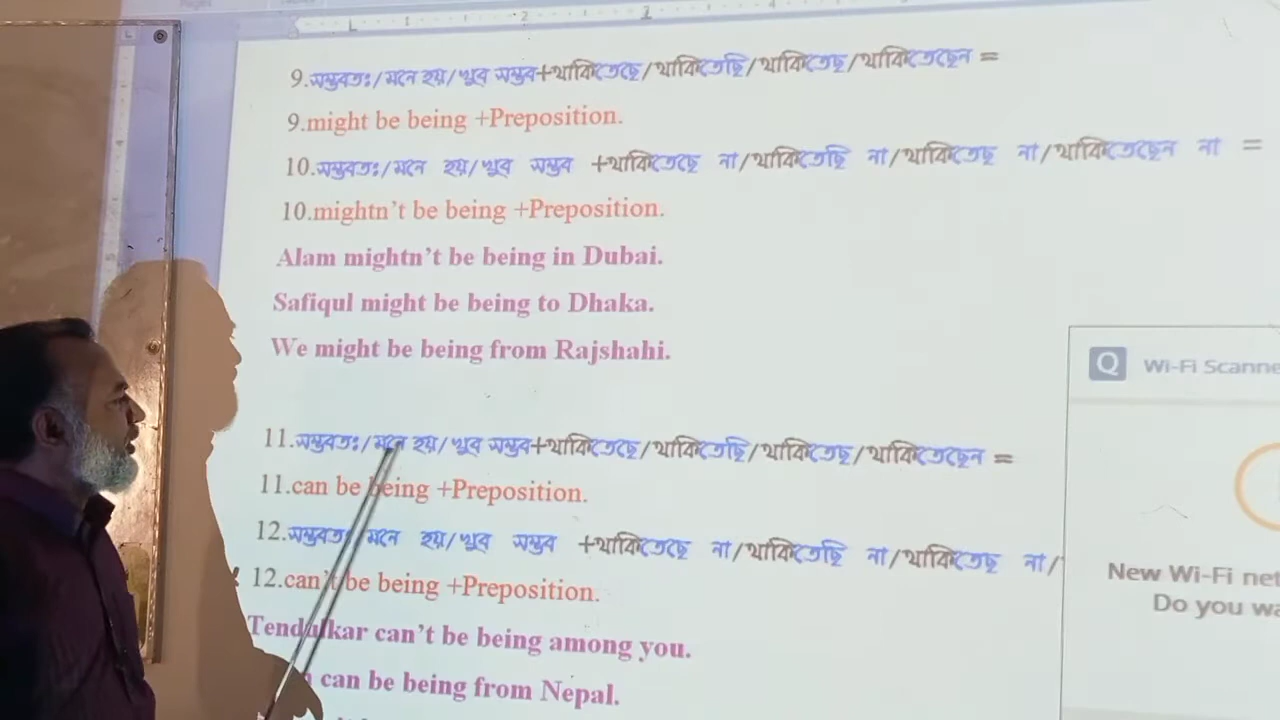 9.সম্ভবতঃ/মনে হয়/খুব সম্ভব+থাকিতেছে/থাকিতেছি/থাকিতেছ/থাকিতেছেন =
9.might be being +Preposition.
10.সম্ভবতঃ/মনে হয়/খুব সম্ভব +থাকিতেছে না/থাকিতেছি না/থাকিতেছ না/থাকিতেছেন না =
10.mightn’t be being +Preposition.
Alam mightn’t be being in Dubai.
Safiqul might be being to Dhaka.
We might be being from Rajshahi.
11.সম্ভবতঃ/মনে হয়/খুব সম্ভব+থাকিতেছে/থাকিতেছি/থাকিতেছ/থাকিতেছেন =
11.can be being +Preposition.
12.সম্ভবতঃ/মনে হয়/খুব সম্ভব +থাকিতেছে না/থাকিতেছি না/থাকিতেছ না/
12.can’t be being +Preposition.
Tendulkar can’t be being among you.
can be being from Nepal.
Q Wi-Fi Scanne
New Wi-Fi net
Do you wa